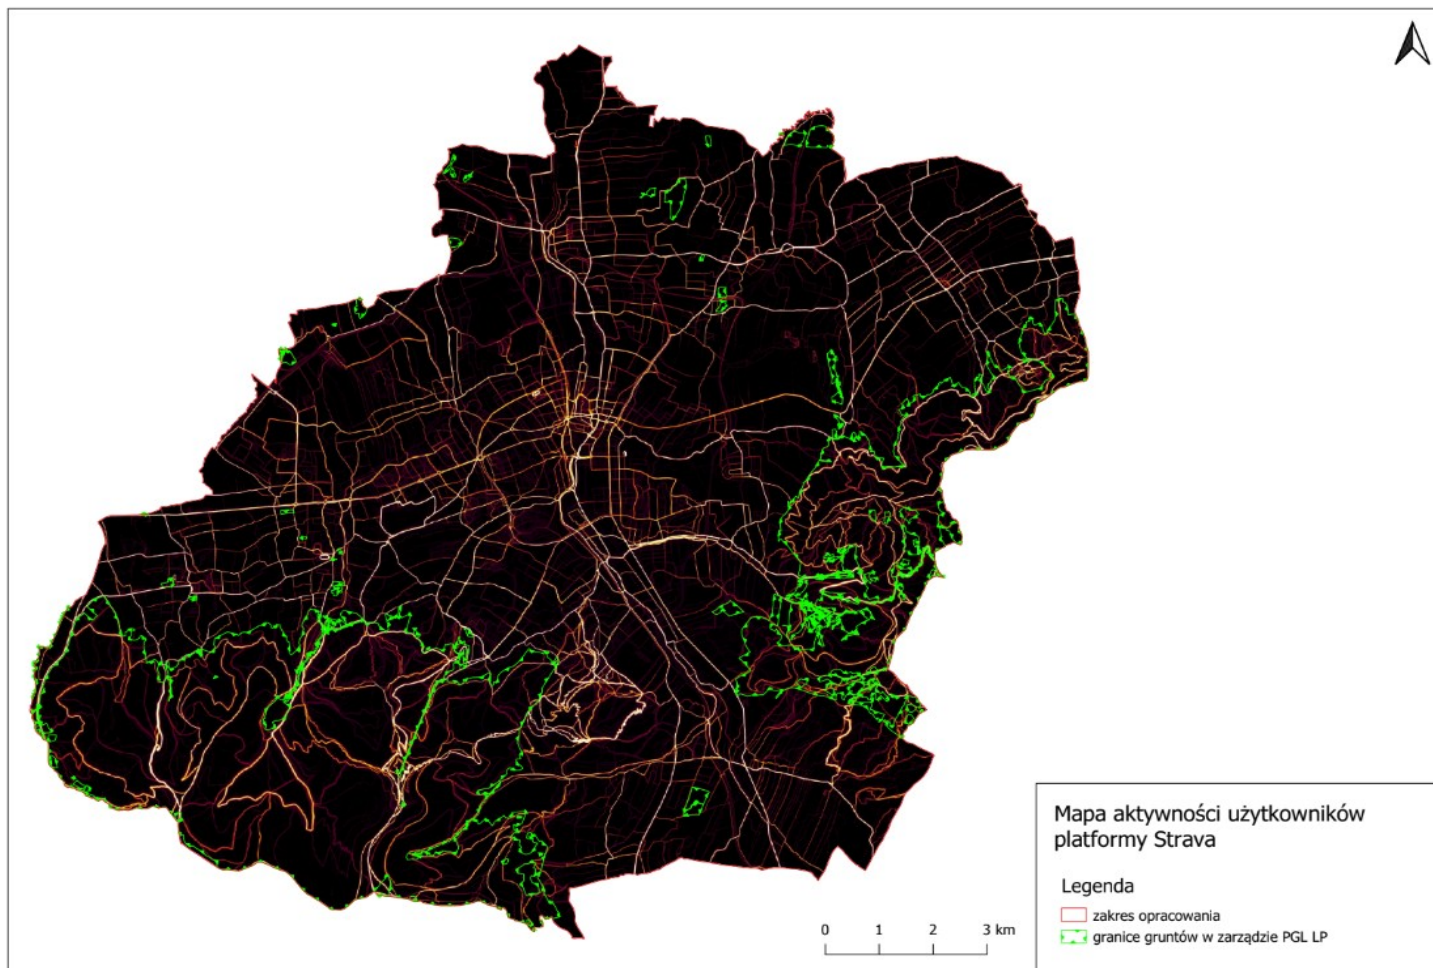 Mapa aktywności użytkowników
platformy Strava
Legenda
zakres opracowania
granice gruntów w zarządzie PGL LP
0 1 2 3 km